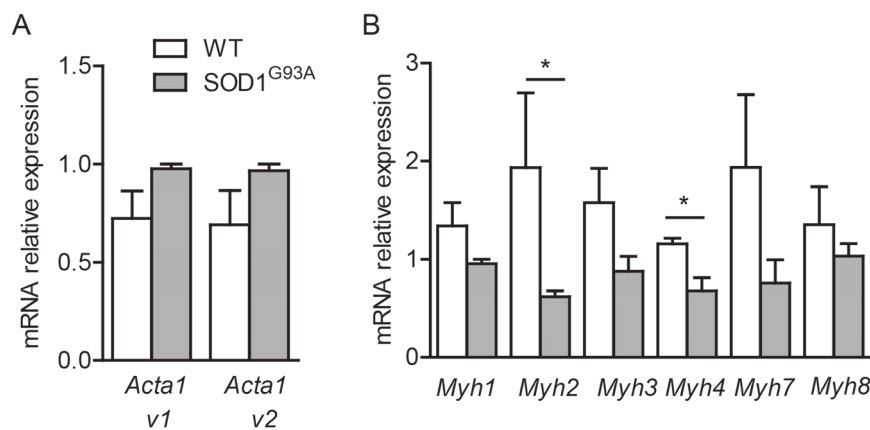 A
WT
SOD1G93A
mRNA relative expression
1.5
1.0
0.5
0.0
Acta1 Acta1
v1 v2
B
mRNA relative expression
3
2
1
0
*
*
Myh1 Myh2 Myh3 Myh4 Myh7 Myh8